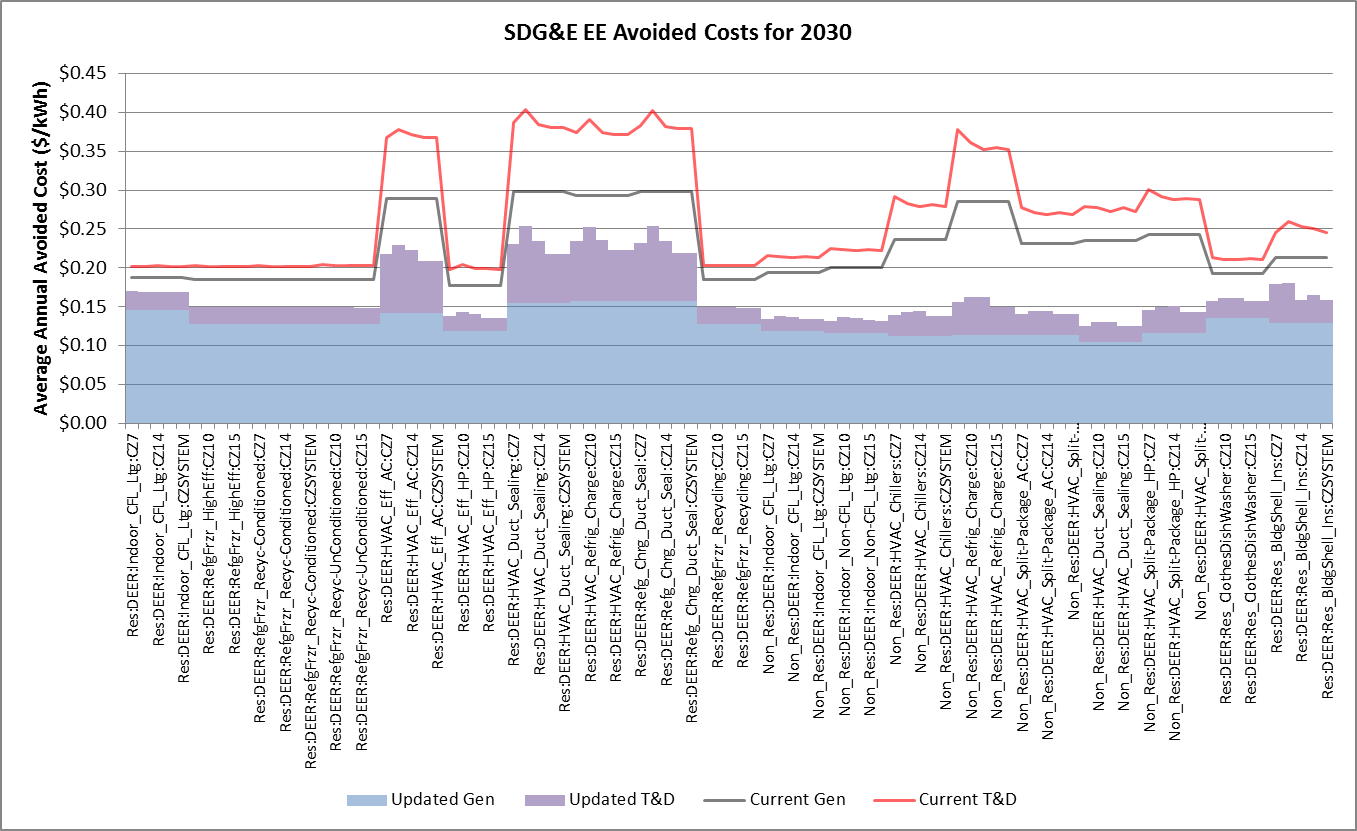 SDG&E EE Avoided Costs for 2030
Average Annual Avoided Cost ($/kWh)
$0.45
$0.40
$0.35
$0.30
$0.25
$0.20
$0.15
$0.10
$0.05
$0.00
Res:DEER:Indoor_CFL_Ltg:CZ7
Res:DEER:Indoor_CFL_Ltg:CZ14
Res:DEER:Indoor_CFL_Ltg:CZSYSTEM
Res:DEER:RefgFrzr_HighEff:CZ10
Res:DEER:RefgFrzr_HighEff:CZ15
Res:DEER:RefgFrzr_Recyc-Conditioned:CZ7
Res:DEER:RefgFrzr_Recyc-Conditioned:CZ14
Res:DEER:RefgFrzr_Recyc-Conditioned:CZSYSTEM
Res:DEER:RefgFrzr_Recyc-UnConditioned:CZ10
Res:DEER:RefgFrzr_Recyc-UnConditioned:CZ15
Res:DEER:HVAC_Eff_AC:CZ7
Res:DEER:HVAC_Eff_AC:CZ14
Res:DEER:HVAC_Eff_AC:CZSYSTEM
Res:DEER:HVAC_Eff_HP:CZ10
Res:DEER:HVAC_Eff_HP:CZ15
Res:DEER:HVAC_Duct_Sealing:CZ7
Res:DEER:HVAC_Duct_Sealing:CZ14
Res:DEER:HVAC_Duct_Sealing:CZSYSTEM
Res:DEER:HVAC_Refrig_Charge:CZ10
Res:DEER:HVAC_Refrig_Charge:CZ15
Res:DEER:Refg_Chrg_Duct_Seal:CZ7
Res:DEER:Refg_Chrg_Duct_Seal:CZ14
Res:DEER:Refg_Chrg_Duct_Seal:CZSYSTEM
Res:DEER:RefgFrzr_Recycling:CZ10
Res:DEER:RefgFrzr_Recycling:CZ15
Non_Res:DEER:Indoor_CFL_Ltg:CZ7
Non_Res:DEER:Indoor_CFL_Ltg:CZ14
Non_Res:DEER:Indoor_CFL_Ltg:CZSYSTEM
Non_Res:DEER:Indoor_Non-CFL_Ltg:CZ10
Non_Res:DEER:Indoor_Non-CFL_Ltg:CZ15
Non_Res:DEER:HVAC_Chillers:CZ7
Non_Res:DEER:HVAC_Chillers:CZ14
Non_Res:DEER:HVAC_Chillers:CZSYSTEM
Non_Res:DEER:HVAC_Refrig_Charge:CZ10
Non_Res:DEER:HVAC_Refrig_Charge:CZ15
Non_Res:DEER:HVAC_Split-Package_AC:CZ7
Non_Res:DEER:HVAC_Split-Package_AC:CZ14
Non_Res:DEER:HVAC_Split-...
Non_Res:DEER:HVAC_Duct_Sealing:CZ10
Non_Res:DEER:HVAC_Duct_Sealing:CZ15
Non_Res:DEER:HVAC_Split-Package_HP:CZ7
Non_Res:DEER:HVAC_Split-Package_HP:CZ14
Non_Res:DEER:HVAC_Split-...
Res:DEER:Res_ClothesDishWasher:CZ10
Res:DEER:Res_ClothesDishWasher:CZ15
Res:DEER:Res_BldgShell_Ins:CZ7
Res:DEER:Res_BldgShell_Ins:CZ14
Res:DEER:Res_BldgShell_Ins:CZSYSTEM
Updated Gen
Updated T&D
Current Gen
Current T&D